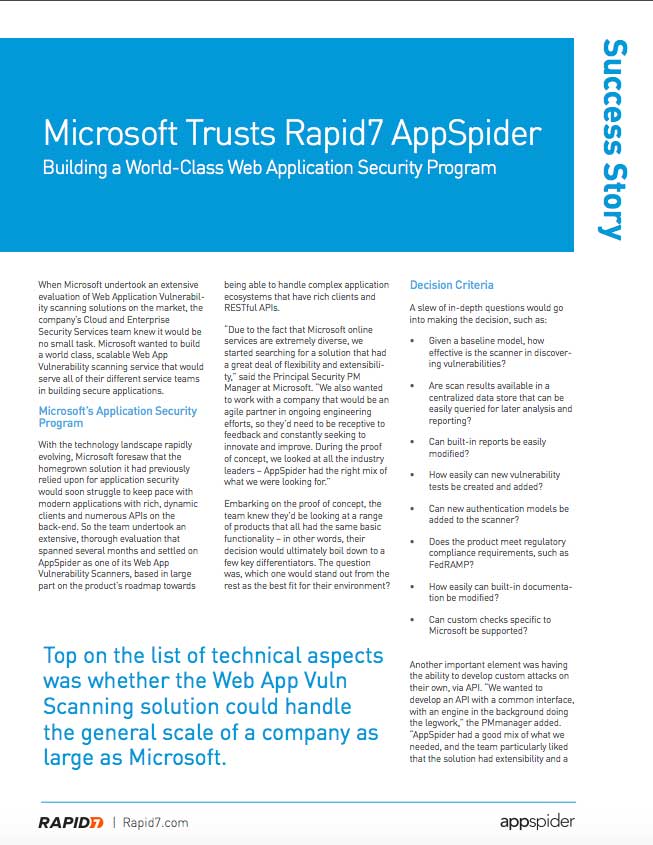 Success Story
Microsoft Trusts Rapid7 AppSpider
Building a World-Class Web Application Security Program
When Microsoft undertook an extensive
evaluation of Web Application Vulnerabil-
ity scanning solutions on the market, the
company's Cloud and Enterprise
Security Services team knew it would be
no small task. Microsoft wanted to build
a world class, scalable Web App
Vulnerability scanning service that would
serve all of their different service teams
in building secure applications.
Microsoft's Application Security
Program
With the technology landscape rapidly
evolving, Microsoft foresaw that the
homegrown solution it had previously
relied upon for application security
would soon struggle to keep pace with
modern applications with rich, dynamic
clients and numerous APIs on the
back-end. So the team undertook an
extensive, thorough evaluation that
spanned several months and settled on
AppSpider as one of its Web App
Vulnerability Scanners, based in large
part on the product's roadmap towards
being able to handle complex application
ecosystems that have rich clients and
RESTful APIs.
"Due to the fact that Microsoft online
services are extremely diverse, we
started searching for a solution that had
a great deal of flexibility and extensibili-
ty," said the Principal Security PM
Manager at Microsoft. "We also wanted
to work with a company that would be an
agile partner in ongoing engineering
efforts, so they'd need to be receptive to
feedback and constantly seeking to
innovate and improve. During the proof
of concept, we looked at all the industry
leaders – AppSpider had the right mix of
what we were looking for."
Embarking on the proof of concept, the
team knew they'd be looking at a range
of products that all had the same basic
functionality – in other words, their
decision would ultimately boil down to a
few key differentiators. The question
was, which one would stand out from the
rest as the best fit for their environment?
Decision Criteria
A slew of in-depth questions would go
into making the decision, such as:
• Given a baseline model, how
effective is the scanner in discover-
ing vulnerabilities?
• Are scan results available in a
centralized data store that can be
easily queried for later analysis and
reporting?
• Can built-in reports be easily
modified?
• How easily can new vulnerability
tests be created and added?
• Can new authentication models be
added to the scanner?
• Does the product meet regulatory
compliance requirements, such as
FedRAMP?
• How easily can built-in documenta-
tion be modified?
• Can custom checks specific to
Microsoft be supported?
Another important element was having
the ability to develop custom attacks on
their own, via API. "We wanted to
develop an API with a common interface,
with an engine in the background doing
the legwork," the PMmanager added.
"AppSpider had a good mix of what we
needed, and the team particularly liked
that the solution had extensibility and a
Top on the list of technical aspects
was whether the Web App Vuln
Scanning solution could handle
the general scale of a company as
large as Microsoft.
RAPID7 | Rapid7.com
appspider